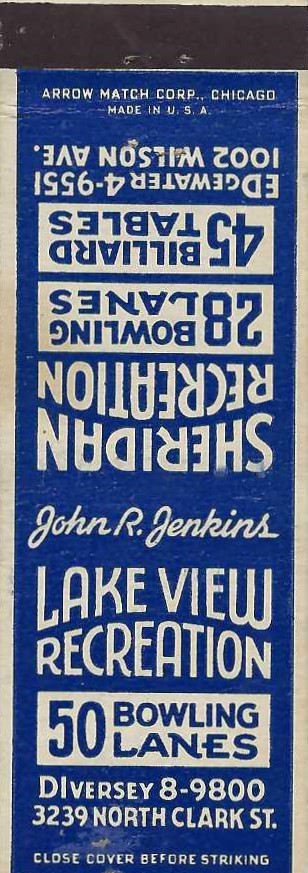 ARROW MATCH CORP., CHICAGO
MADE IN U. S. A.
SHERIDAN
RECREATION
28 BOWLING LANES
45 BILLIARD TABLES
EDGEWATER 4-9551
1002 WILSON AVE.
John R. Jenkins
LAKE VIEW
RECREATION
50 BOWLING LANES
DIVERSEY 8-9800
3239 NORTH CLARK ST.
CLOSE COVER BEFORE STRIKING